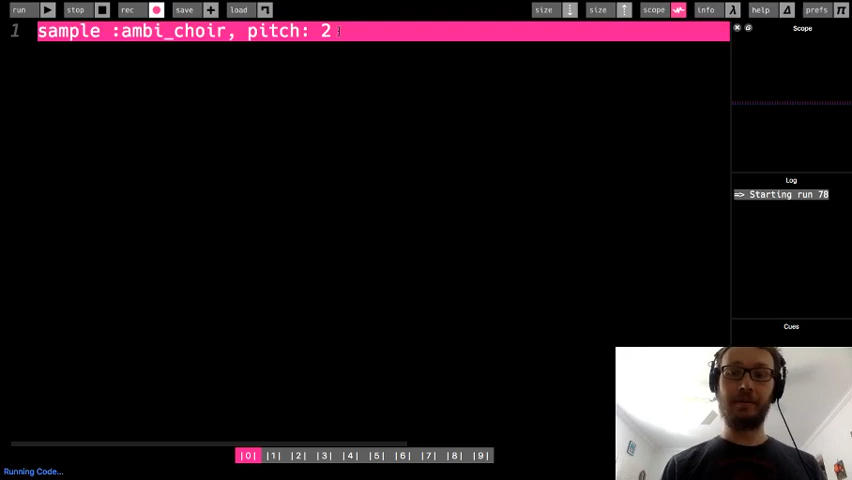 run stop rec save load size size scope info help prefs
1 sample :ambi_choir, pitch: 2
Scope
Log
=> Starting run 78
Cues
|0| |1| |2| |3| |4| |5| |6| |7| |8| |9|
Running Code...